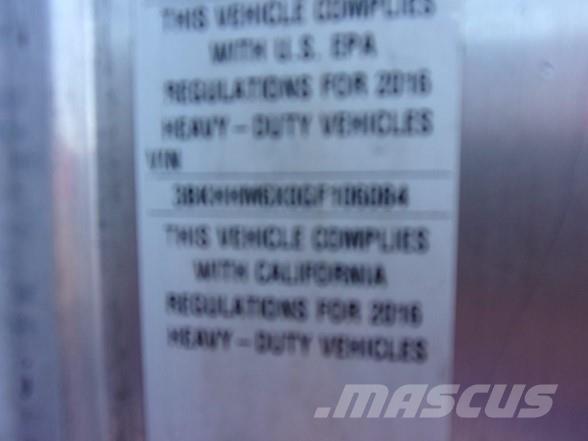 THIS VEHICLE COMPLIES
WITH U.S. EPA
REGULATIONS FOR 2016
HEAVY-DUTY VEHICLES
VIN
THIS VEHICLE COMPLIES
WITH CALIFORNIA
REGULATIONS FOR 2016
HEAVY-DUTY VEHICLES
MASCUS